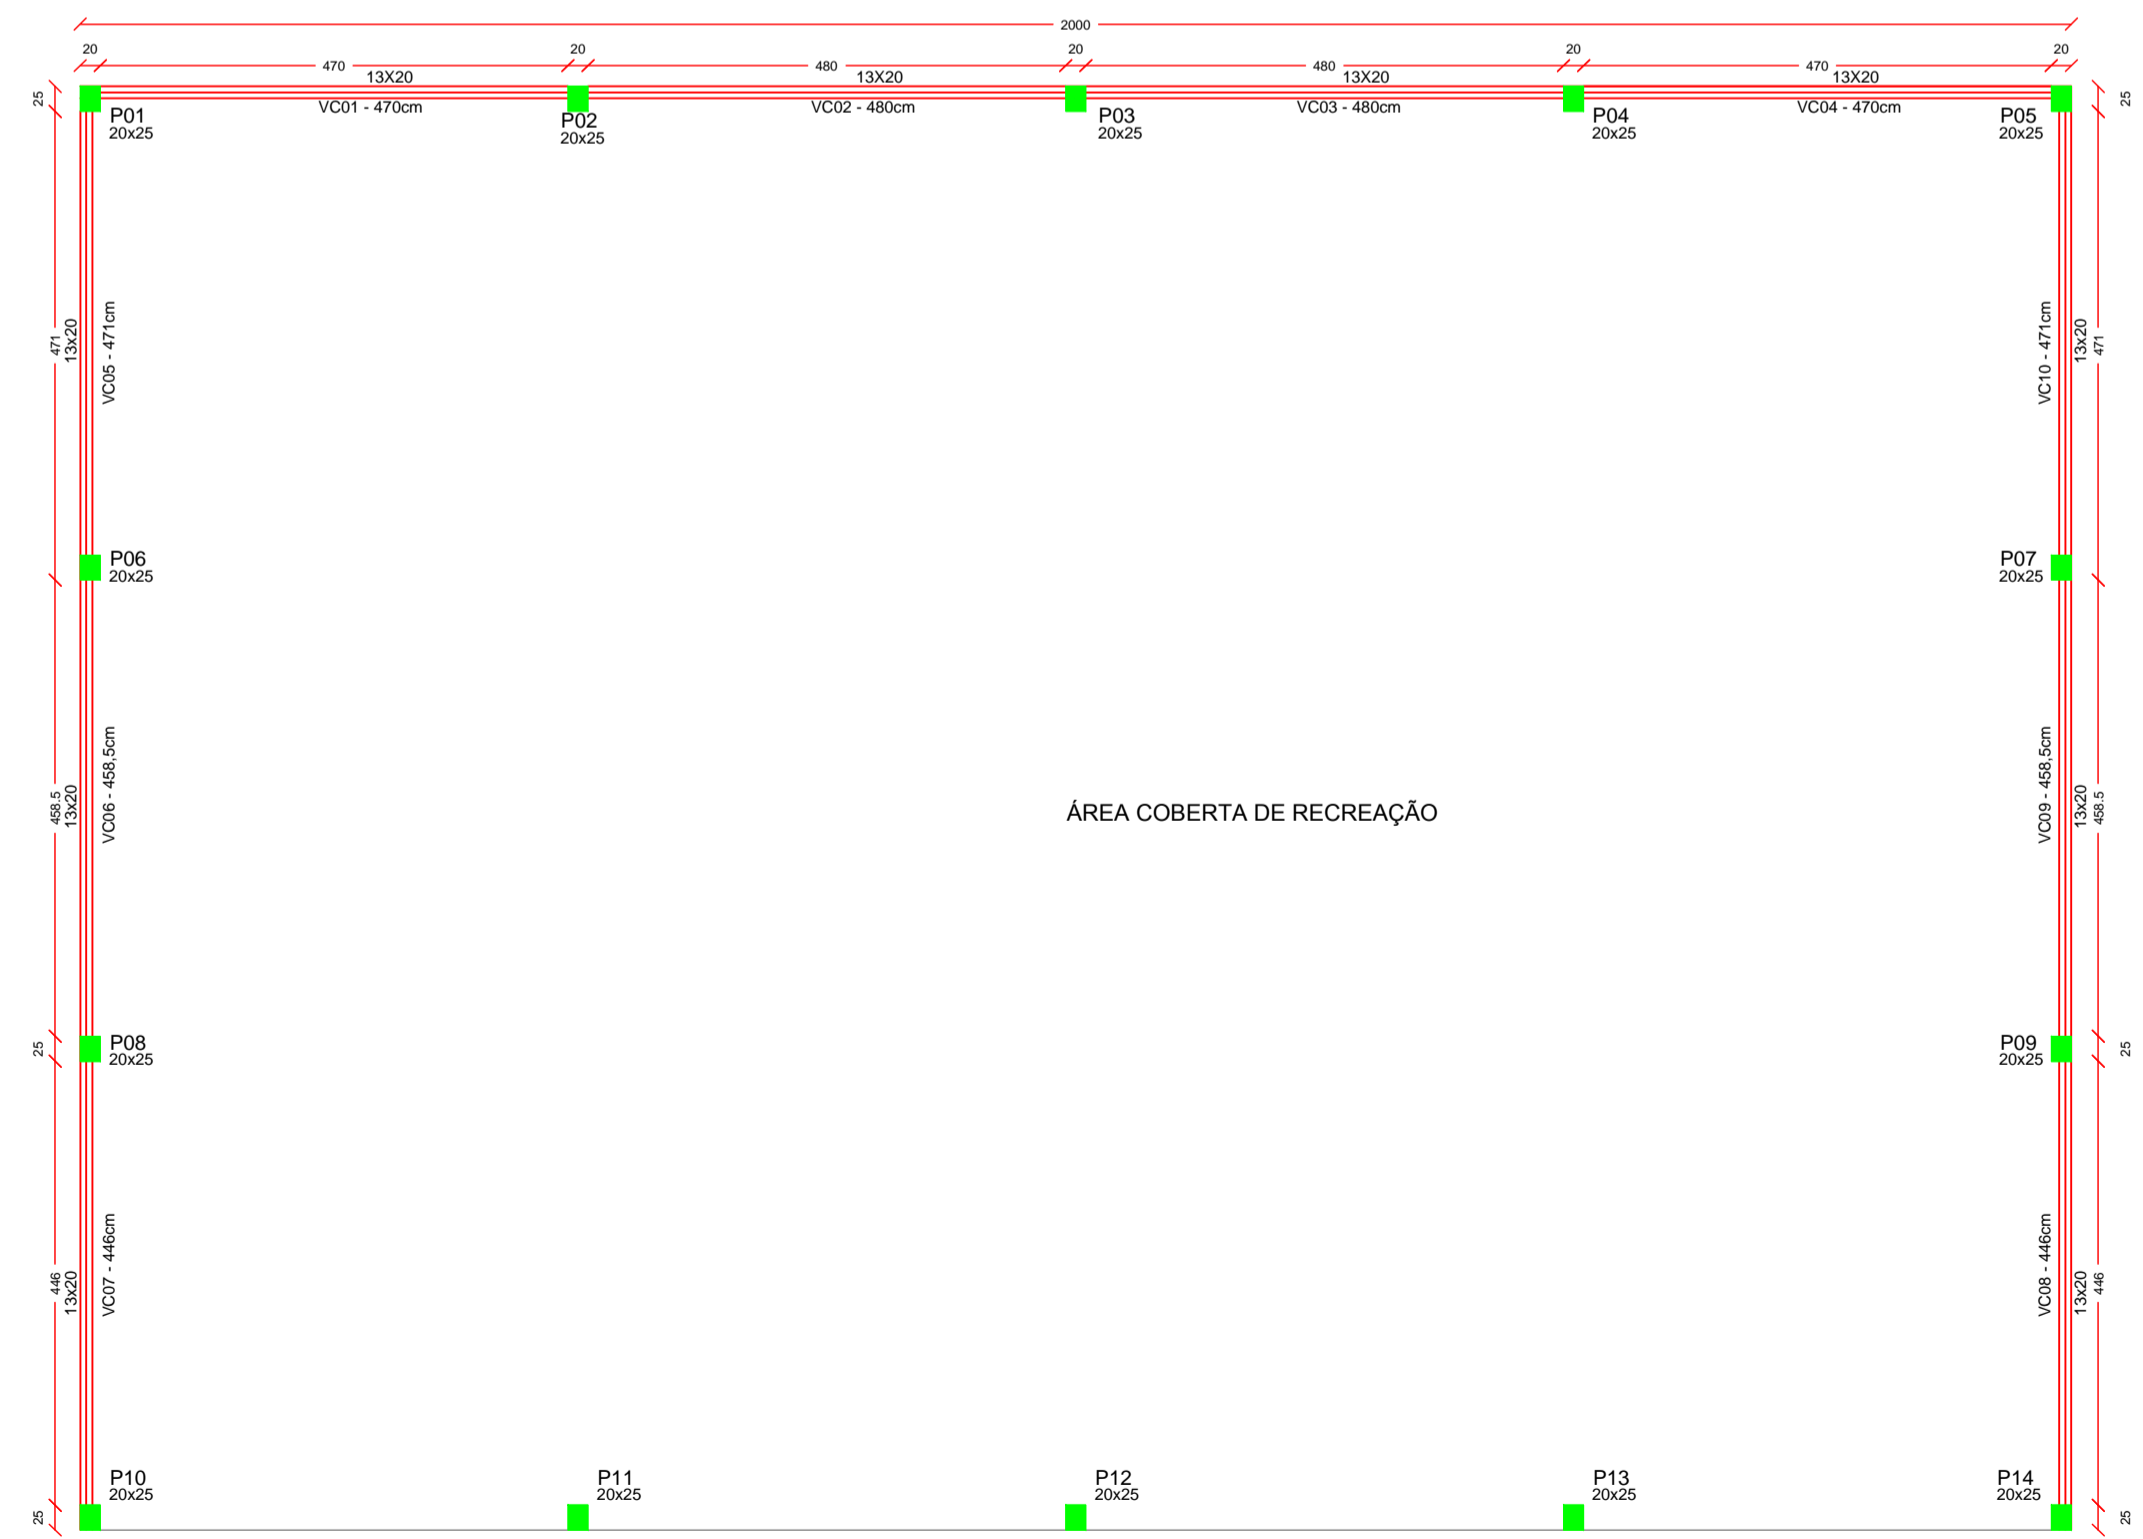 2000
20 20 20 20 20
470 480 480 470
13X20 13X20 13X20 13X20
25 25
VC01 - 470cm VC02 - 480cm VC03 - 480cm VC04 - 470cm
P01 P02 P03 P04 P05
20x25 20x25 20x25 20x25 20x25
471 13x20 VC05 - 471cm
VC10 - 471cm 13x20 471
P06 P07
20x25 20x25
458.5 13x20 VC06 - 458,5cm
ÁREA COBERTA DE RECREAÇÃO
VC09 - 458,5cm 13x20 458.5
25 P08 P09 25
20x25 20x25
446 13x20 VC07 - 446cm
VC08 - 446cm 13x20 446
P10 P11 P12 P13 P14
20x25 20x25 20x25 20x25 20x25
25 25